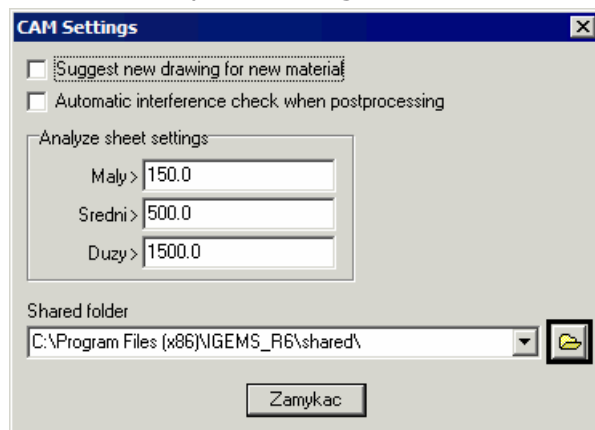 CAM Settings
Suggest new drawing for new material
Automatic interference check when postprocessing
Analyze sheet settings
Maly > 150.0
Sredni > 500.0
Duzy > 1500.0
Shared folder
C:\Program Files (x86)\IGEMS_R6\shared\
Zamykac